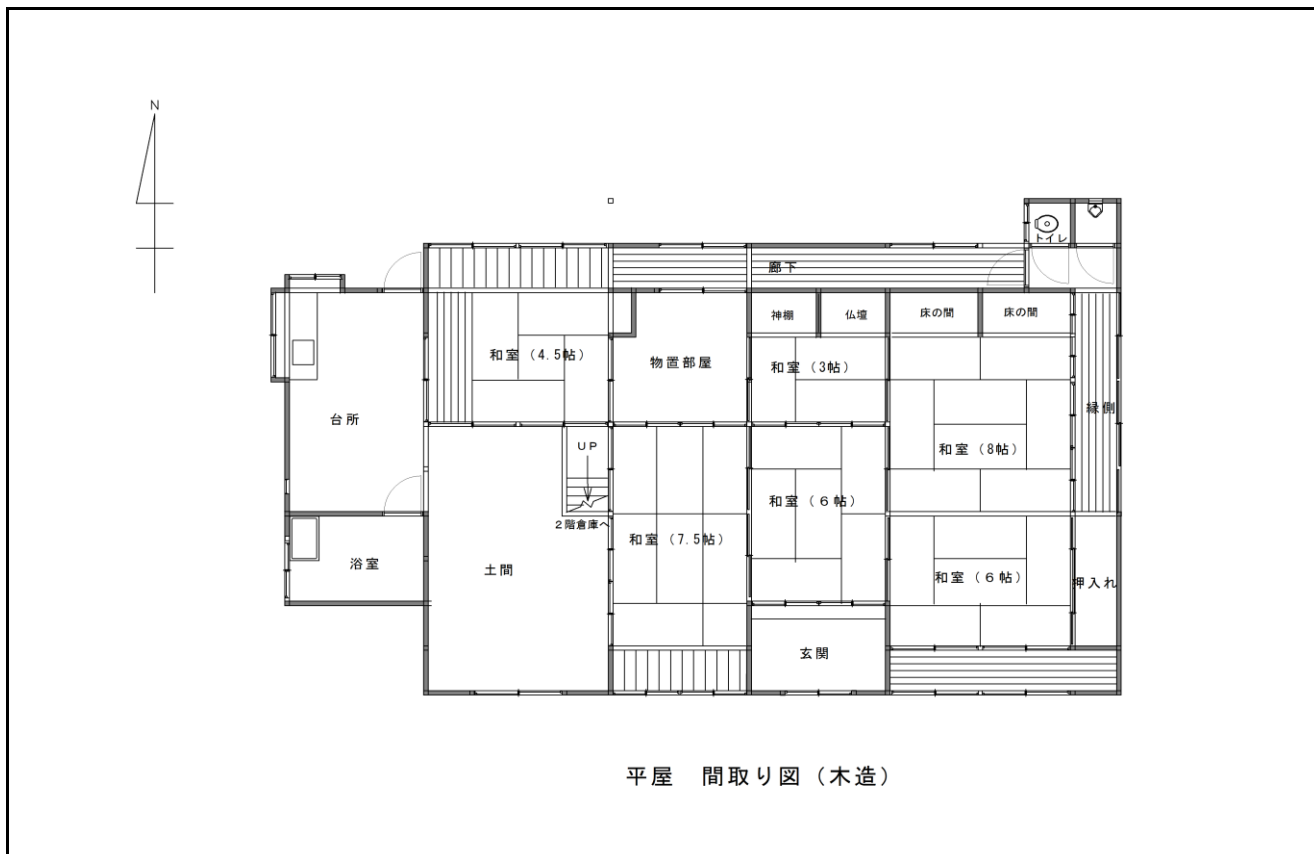 N
トイレ
廊下
神棚
仏壇
床の間
床の間
和室（4.5帖）
物置部屋
和室（3帖）
縁側
台所
UP
和室（8帖）
２階倉庫へ
和室（６帖）
和室（7.5帖）
浴室
土間
和室（６帖）
押入れ
玄関
平屋　間取り図（木造）